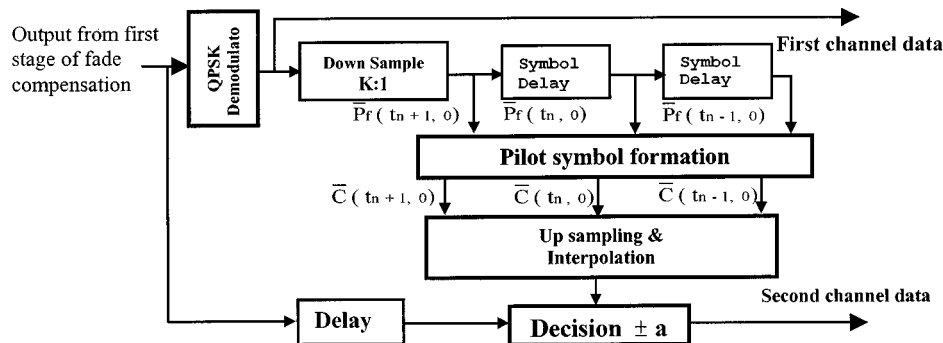 Output from first
stage of fade
compensation
QPSK
Demodulato
Down Sample
K:1
Symbol
Delay
Symbol
Delay
First channel data
P̅f ( tn + 1, 0)
P̅f ( tn , 0)
P̅f ( tn - 1, 0)
Pilot symbol formation
C̅ ( tn + 1, 0)
C̅ ( tn , 0)
C̅ ( tn - 1, 0)
Up sampling &
Interpolation
Second channel data
Delay
Decision ± a